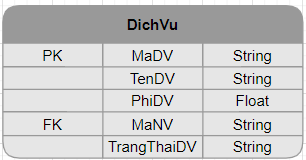 DichVu
PK MaDV String
TenDV String
PhiDV Float
FK MaNV String
TrangThaiDV String